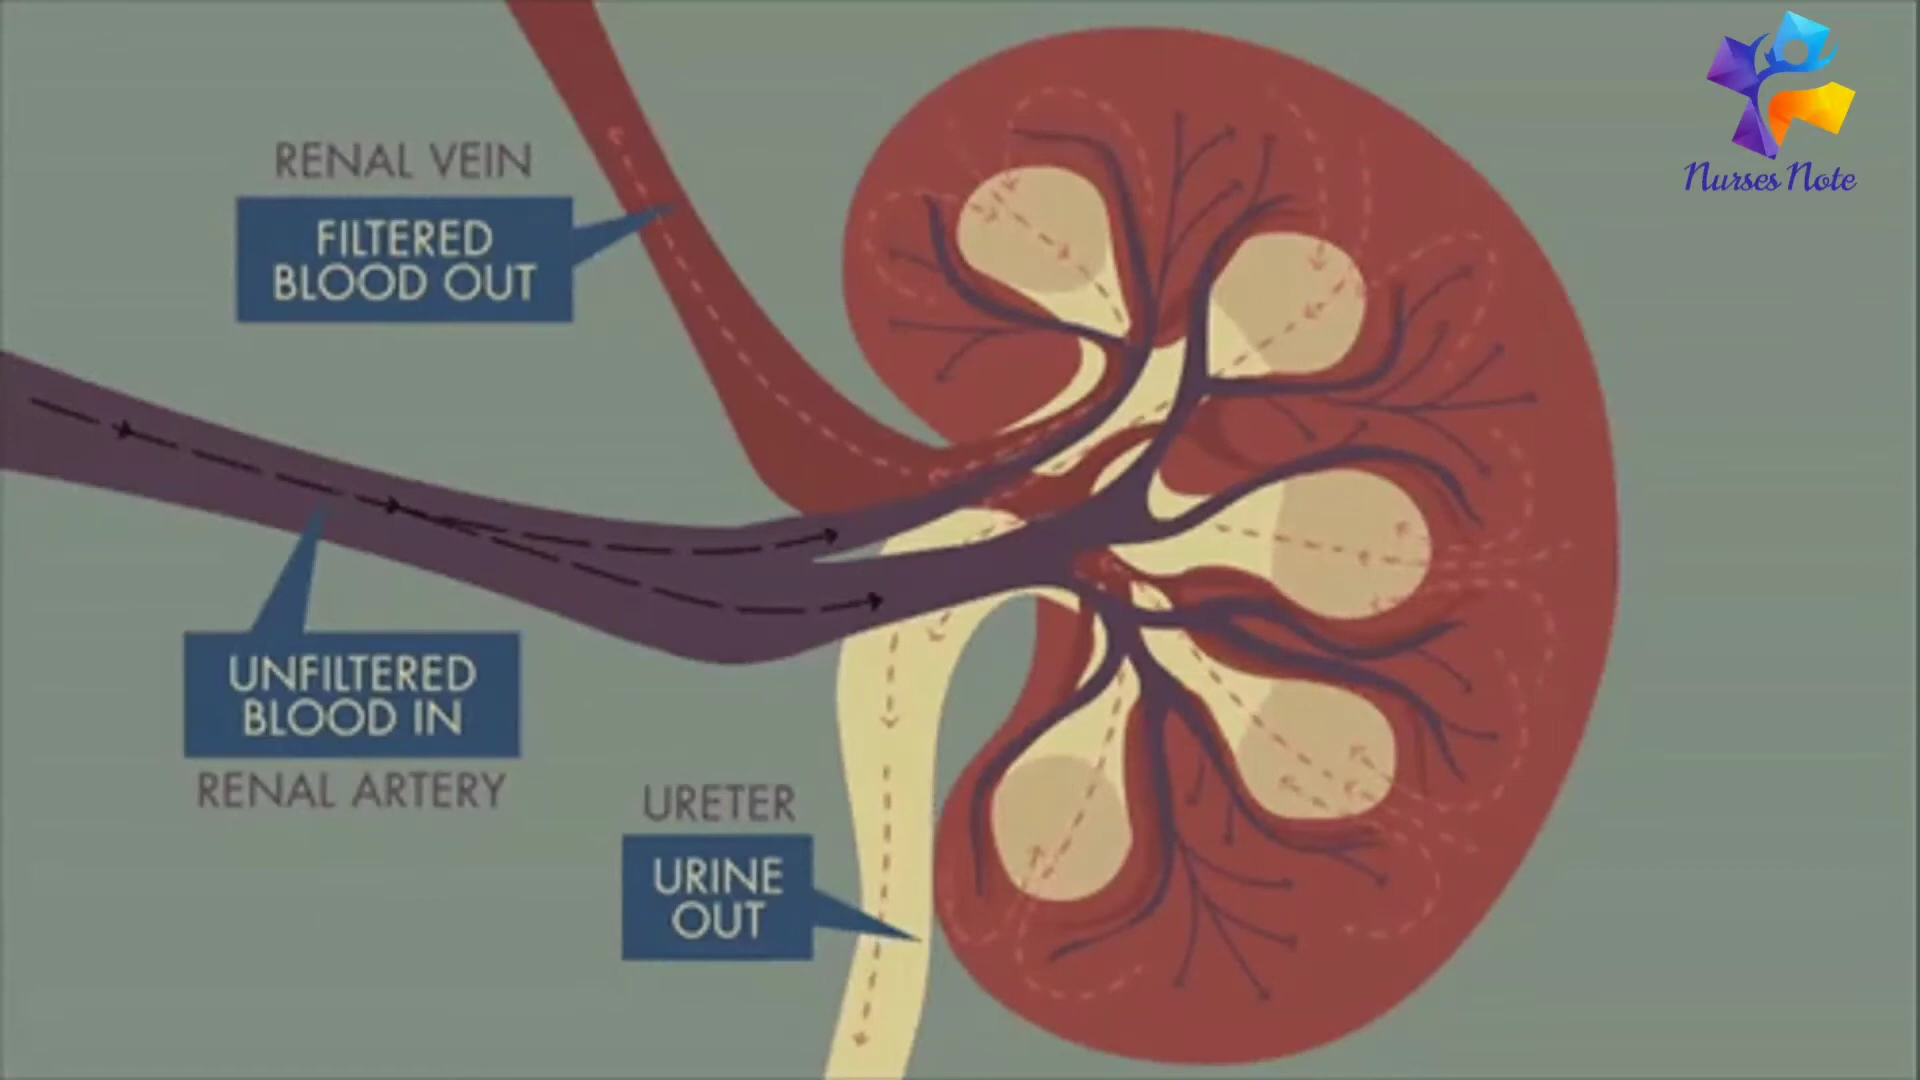 Nurses Note
RENAL VEIN
FILTERED
BLOOD OUT
UNFILTERED
BLOOD IN
RENAL ARTERY
URETER
URINE
OUT